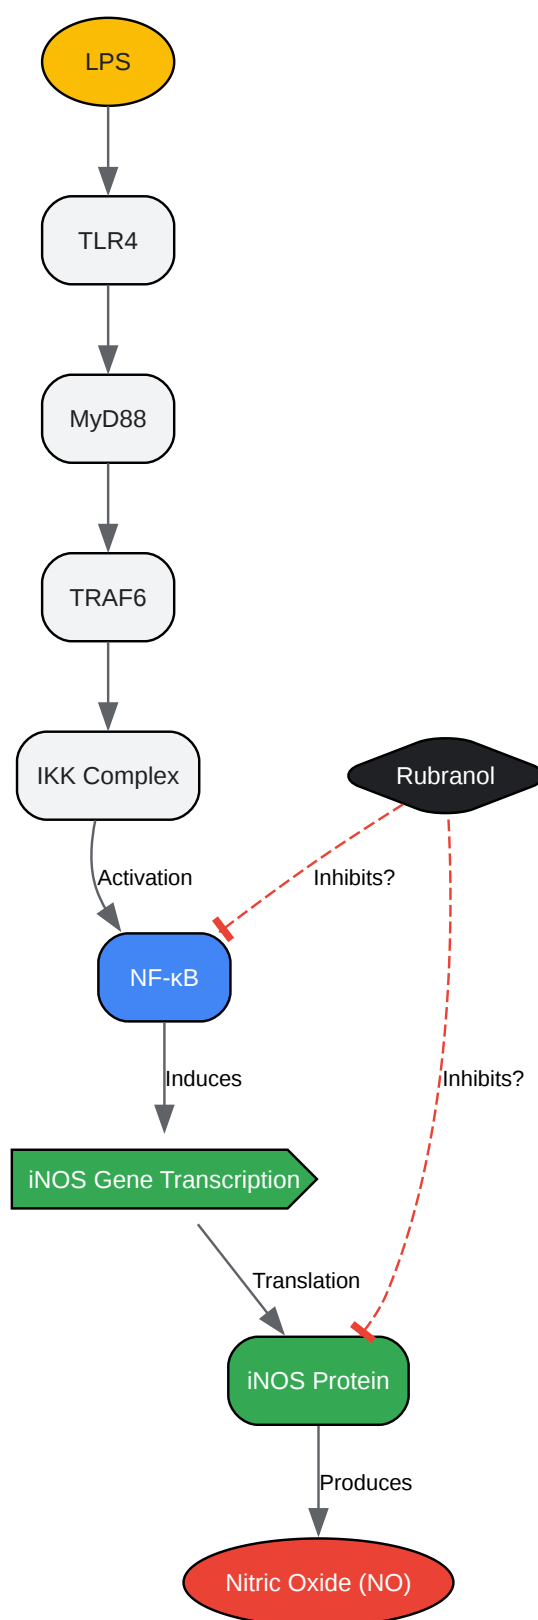 LPS
TLR4
MyD88
TRAF6
IKK Complex
Rubranol
Activation
Inhibits?
NF-κB
Induces
Inhibits?
iNOS Gene Transcription
Translation
iNOS Protein
Produces
Nitric Oxide (NO)